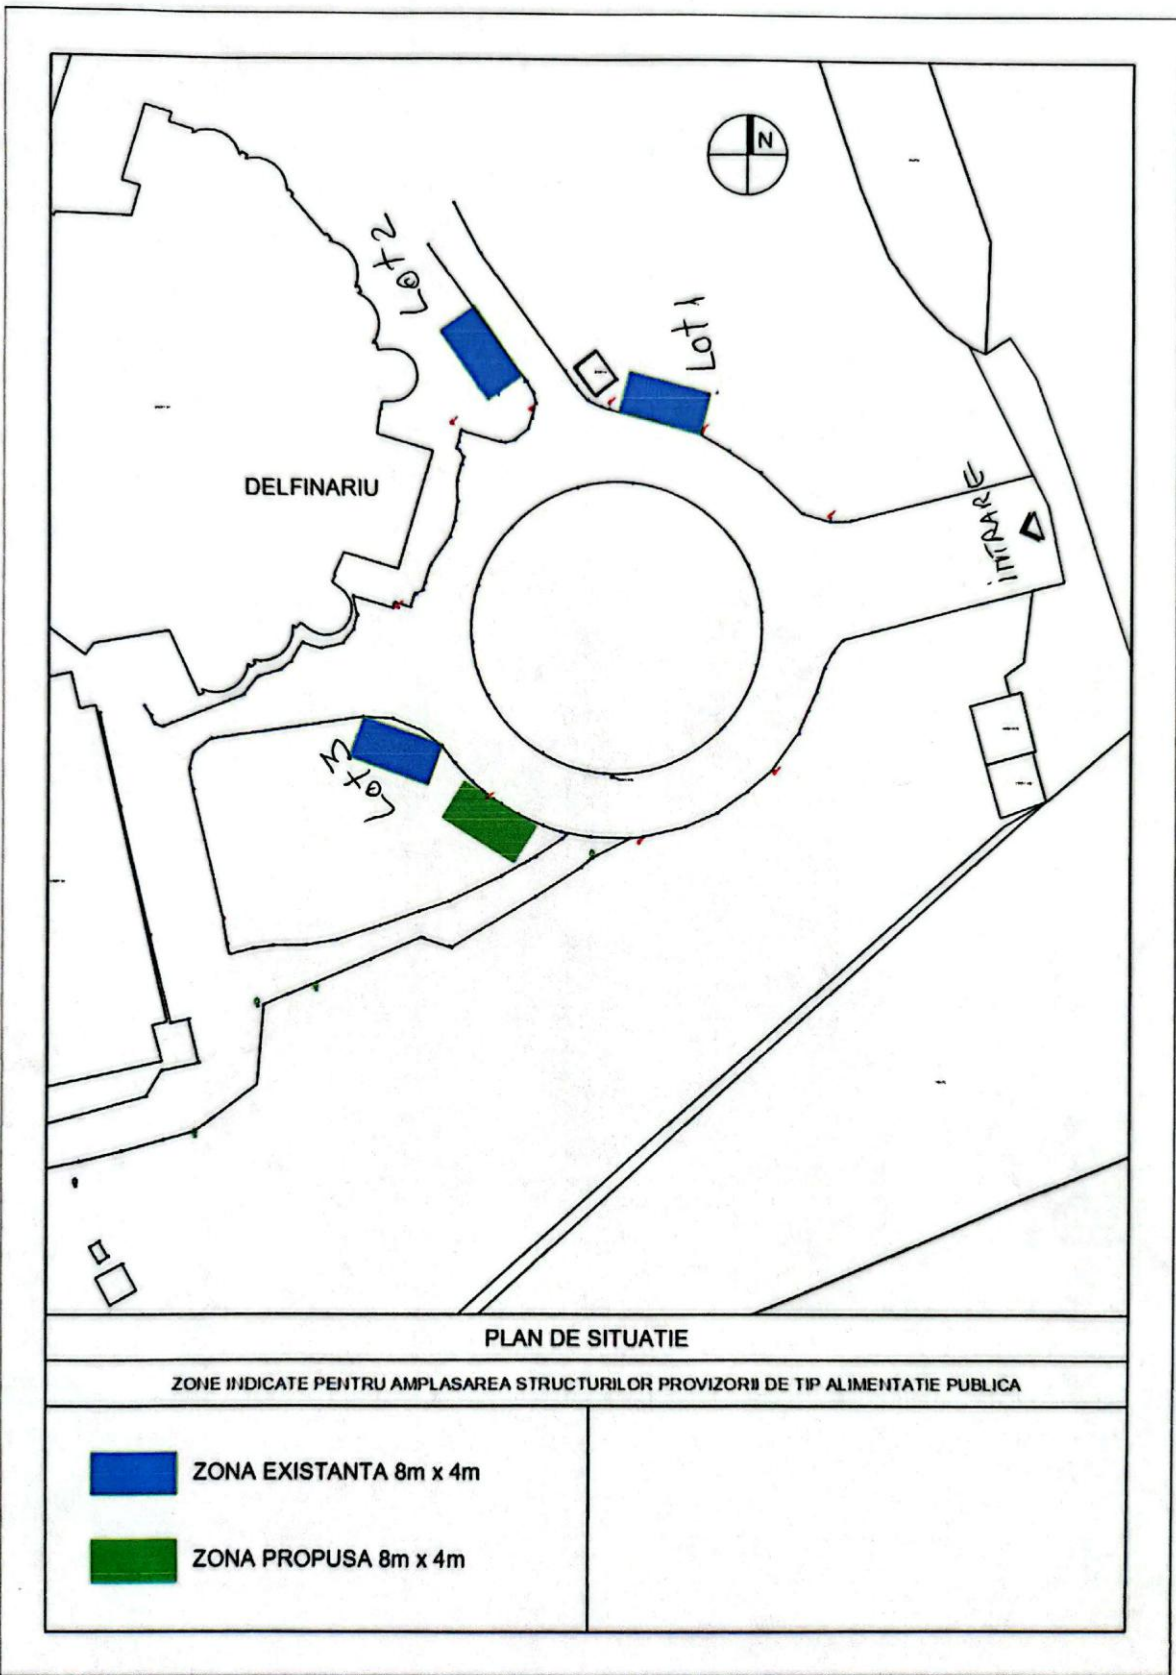 N
Lot 2
Lot 1
DELFINARIU
INTRARE
Lot 3
PLAN DE SITUATIE
ZONE INDICATE PENTRU AMPLASAREA STRUCTURILOR PROVIZORII DE TIP ALIMENTATIE PUBLICA
ZONA EXISTANTA 8m x 4m
ZONA PROPUSA 8m x 4m